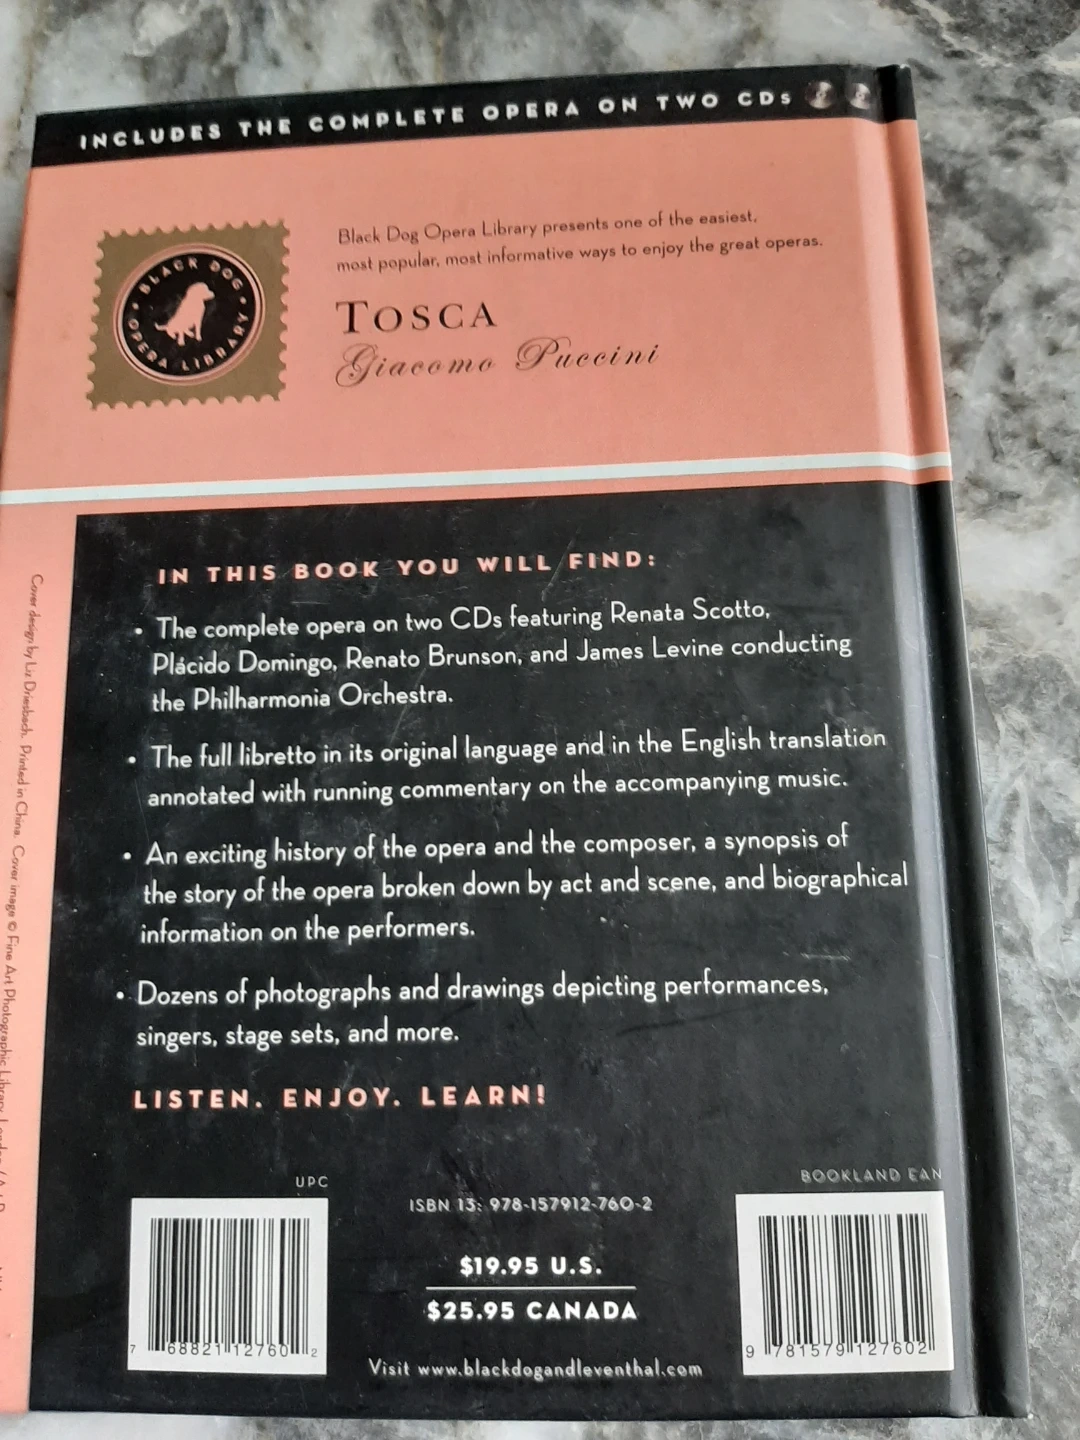 INCLUDES THE COMPLETE OPERA ON TWO CDs
BLACK DOG
OPERA LIBRARY
Black Dog Opera Library presents one of the easiest,
most popular, most informative ways to enjoy the great operas.
TOSCA
Giacomo Puccini
IN THIS BOOK YOU WILL FIND:
• The complete opera on two CDs featuring Renata Scotto,
Plácido Domingo, Renato Brunson, and James Levine conducting
the Philharmonia Orchestra.
• The full libretto in its original language and in the English translation
annotated with running commentary on the accompanying music.
• An exciting history of the opera and the composer, a synopsis of
the story of the opera broken down by act and scene, and biographical
information on the performers.
• Dozens of photographs and drawings depicting performances,
singers, stage sets, and more.
LISTEN. ENJOY. LEARN!
UPC
7 68821 12760 2
ISBN 13: 978-157912-760-2
$19.95 U.S.
$25.95 CANADA
Visit www.blackdogandleventhal.com
BOOKLAND EAN
9 781579 127602
Cover design by Liz Driesbach. Printed in China. Cover image © Fine Art Photographic Library, London /